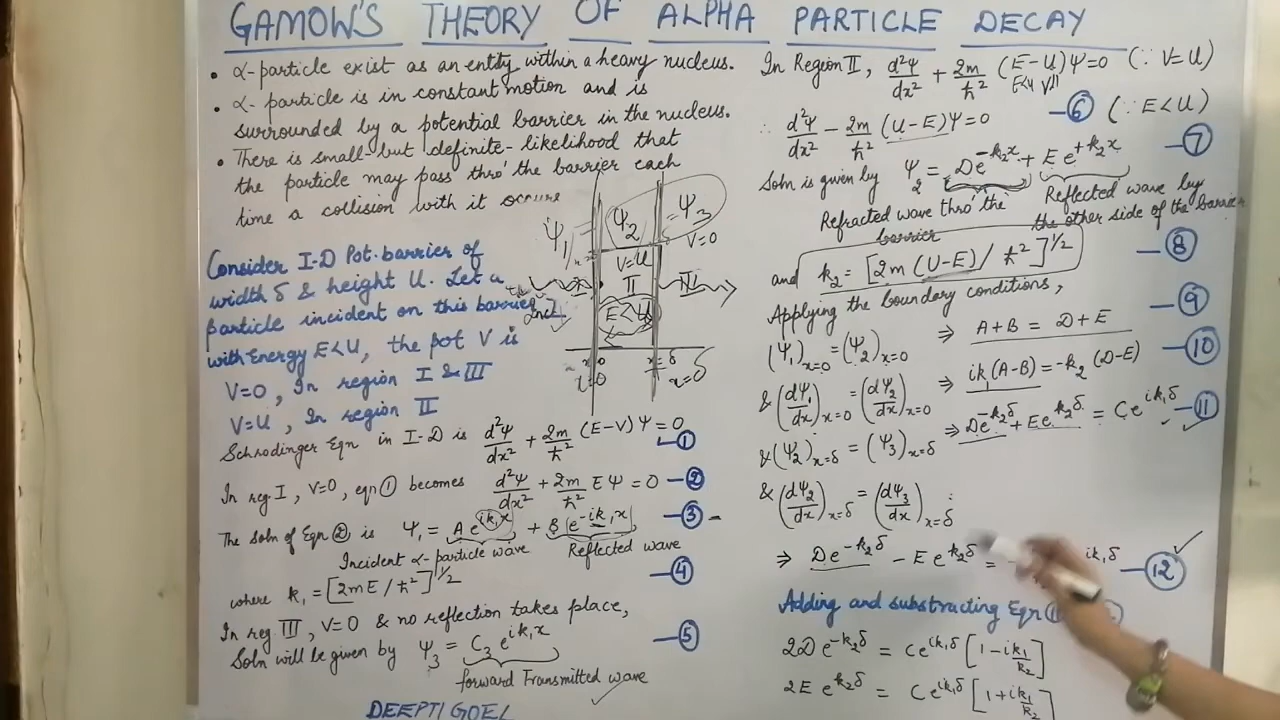 GAMOW'S THEORY OF ALPHA PARTICLE DECAY
• α-particle exist as an entity within a heavy nucleus.
• α-particle is in constant motion and is
surrounded by a potential barrier in the nucleus.
• There is small but definite-likelihood that
the particle may pass thro' the barrier each
time a collision with it occurs
Consider 1-D Pot. barrier of
width δ & height U. Let a
particle incident on this barrier
with Energy E<U, the pot V is
V=0, In region I & III
V=U, In region II
Ψ₁ Ψ₂ Ψ₃
V=0
V=U
I II III
E<U
x=0 x=δ
Schrodinger Eqn in 1-D is d²Ψ/dx² + 2m/ħ² (E-V)Ψ = 0 —①
In reg. I, V=0, eqn ① becomes d²Ψ/dx² + 2m/ħ² EΨ = 0 —②
The soln of Eqn ② is Ψ₁ = A e^{ik₁x} + B e^{-ik₁x} —③
Incident α-particle wave Reflected wave
where k₁ = [2mE/ħ²]^{1/2} —④
In reg III, V=0 & no reflection takes place,
Soln will be given by Ψ₃ = C₃ e^{ik₁x} —⑤
forward Transmitted wave
DEEPTI GOEL
In Region II, d²Ψ/dx² + 2m/ħ² (E-U)Ψ=0 (∵ V=U)
∴ d²Ψ/dx² - 2m/ħ² (U-E)Ψ=0 —⑥ (∵ E<U)
Soln is given by Ψ₂ = De^{-k₂x} + E e^{+k₂x} —⑦
Refracted wave thro' the barrier
Reflected wave by the other side of the barrier
and k₂ = [2m(U-E)/ħ²]^{1/2} —⑧
Applying the boundary conditions,
(Ψ₁)x=0 = (Ψ₂)x=0 ⇒ A+B = D+E —⑨
& (dΨ₁/dx)x=0 = (dΨ₂/dx)x=0 ⇒ ik₁(A-B) = -k₂(D-E) —⑩
& (Ψ₂)x=δ = (Ψ₃)x=δ ⇒ De^{-k₂δ} + Ee^{k₂δ} = Ce^{ik₁δ} —⑪
& (dΨ₂/dx)x=δ = (dΨ₃/dx)x=δ
⇒ De^{-k₂δ} - Ee^{k₂δ} = ik₁δ —⑫
Adding and substracting Eqn
2De^{-k₂δ} = Ce^{ik₁δ} [1 - ik₁/k₂]
2E e^{k₂δ} = Ce^{ik₁δ} [1 + ik₁/k₂]